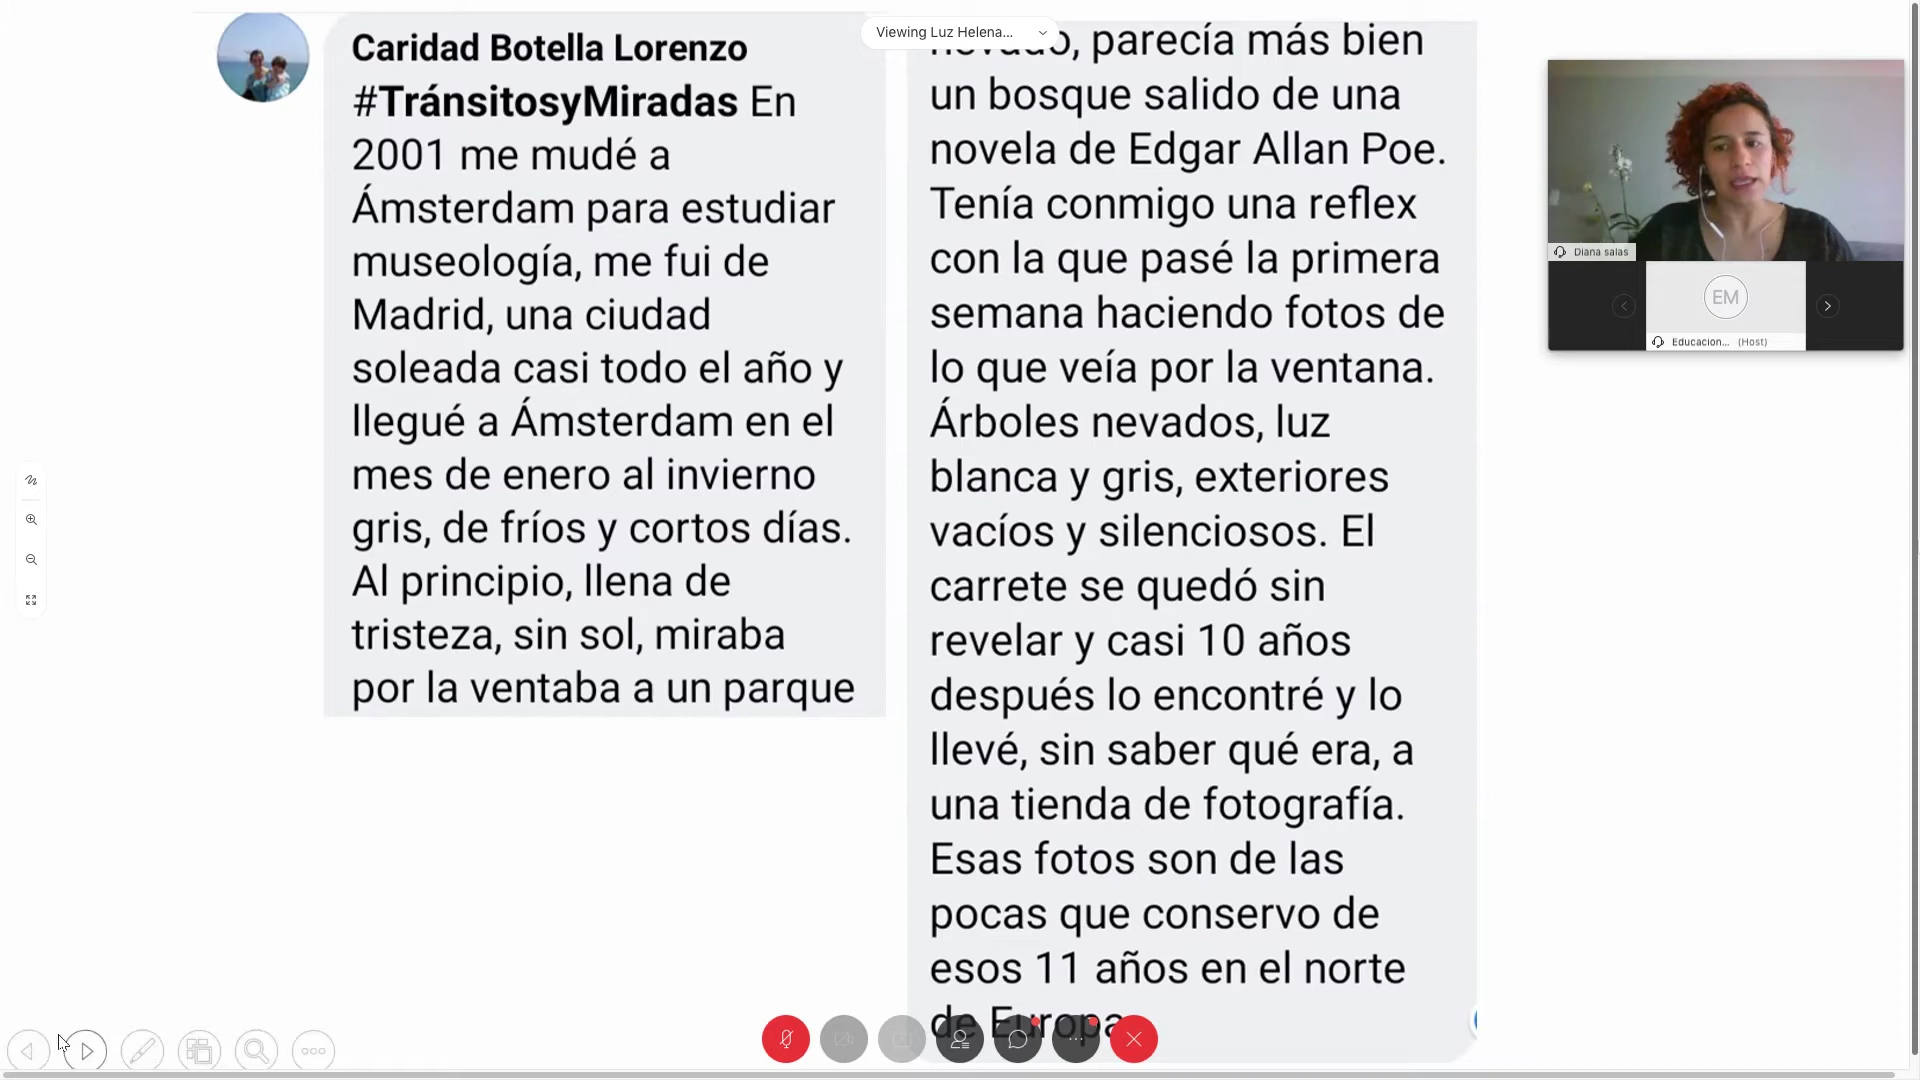 Caridad Botella Lorenzo
#TránsitosyMiradas En
2001 me mudé a
Ámsterdam para estudiar
museología, me fui de
Madrid, una ciudad
soleada casi todo el año y
llegué a Ámsterdam en el
mes de enero al invierno
gris, de fríos y cortos días.
Al principio, llena de
tristeza, sin sol, miraba
por la ventaba a un parque
Viewing Luz Helena...
nevado, parecía más bien
un bosque salido de una
novela de Edgar Allan Poe.
Tenía conmigo una reflex
con la que pasé la primera
semana haciendo fotos de
lo que veía por la ventana.
Árboles nevados, luz
blanca y gris, exteriores
vacíos y silenciosos. El
carrete se quedó sin
revelar y casi 10 años
después lo encontré y lo
llevé, sin saber qué era, a
una tienda de fotografía.
Esas fotos son de las
pocas que conservo de
esos 11 años en el norte
de Europa
Diana salas
EM
Educacion... (Host)